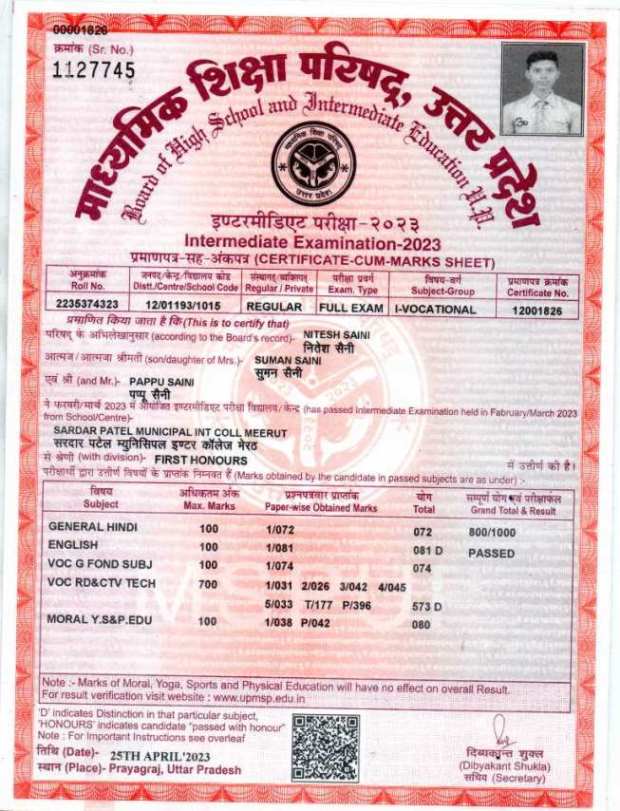 00001826
क्रमांक (Sr. No.)
1127745
माध्यमिक शिक्षा परिषद्, उत्तर प्रदेश
Board of High School and Intermediate Education U.P.
इण्टरमीडिएट परीक्षा-२०२३
Intermediate Examination-2023
प्रमाणपत्र-सह-अंकपत्र (CERTIFICATE-CUM-MARKS SHEET)
अनुक्रमांक जनपद/केन्द्र/विद्यालय कोड संस्थागत/व्यक्तिगत परीक्षा प्रवर्ग विषय-वर्ग प्रमाणपत्र क्रमांक
Roll No. Distt./Centre/School Code Regular / Private Exam. Type Subject-Group Certificate No.
2235374323 12/01193/1015 REGULAR FULL EXAM I-VOCATIONAL 12001826
प्रमाणित किया जाता है कि (This is to certify that)
परिषद् के अभिलेखानुसार (according to the Board's record)- NITESH SAINI
नितेश सैनी
आत्मज/आत्मजा श्रीमती (son/daughter of Mrs.)- SUMAN SAINI
सुमन सैनी
एवं श्री (and Mr.)- PAPPU SAINI
पप्पू सैनी
ने फरवरी/मार्च 2023 में आयोजित इण्टरमीडिएट परीक्षा विद्यालय/केन्द्र (has passed Intermediate Examination held in Fabruary/March 2023
from School/Centre)-
SARDAR PATEL MUNICIPAL INT COLL MEERUT
सरदार पटेल म्युनिसिपल इण्टर कॉलेज मेरठ
से श्रेणी (with division)- FIRST HONOURS में उत्तीर्ण की है।
परीक्षार्थी द्वारा उत्तीर्ण विषयों के प्राप्तांक निम्नवत हैं (Marks obtained by the candidate in passed subjects are as under) :-
विषय अधिकतम अंक प्रश्नपत्रवार प्राप्तांक योग सम्पूर्ण योग एवं परीक्षाफल
Subject Max. Marks Paper-wise Obtained Marks Total Grand Total & Result
GENERAL HINDI 100 1/072 072 800/1000
ENGLISH 100 1/081 081 D PASSED
VOC G FOND SUBJ 100 1/074 074
VOC RD&CTV TECH 700 1/031 2/026 3/042 4/045
5/033 T/177 P/396 573 D
MORAL Y.S&P.EDU 100 1/038 P/042 080
Note :- Marks of Moral, Yoga, Sports and Physical Education will have no effect on overall Result.
For result verification visit website : www.upmsp.edu.in
'D' indicates Distinction in that particular subject,
'HONOURS' indicates candidate "passed with honour"
Note : For Important Instructions see overleaf
तिथि (Date)- 25TH APRIL'2023
स्थान (Place)- Prayagraj, Uttar Pradesh
दिब्यकान्त शुक्ल
(Dibyakant Shukla)
सचिव (Secretary)